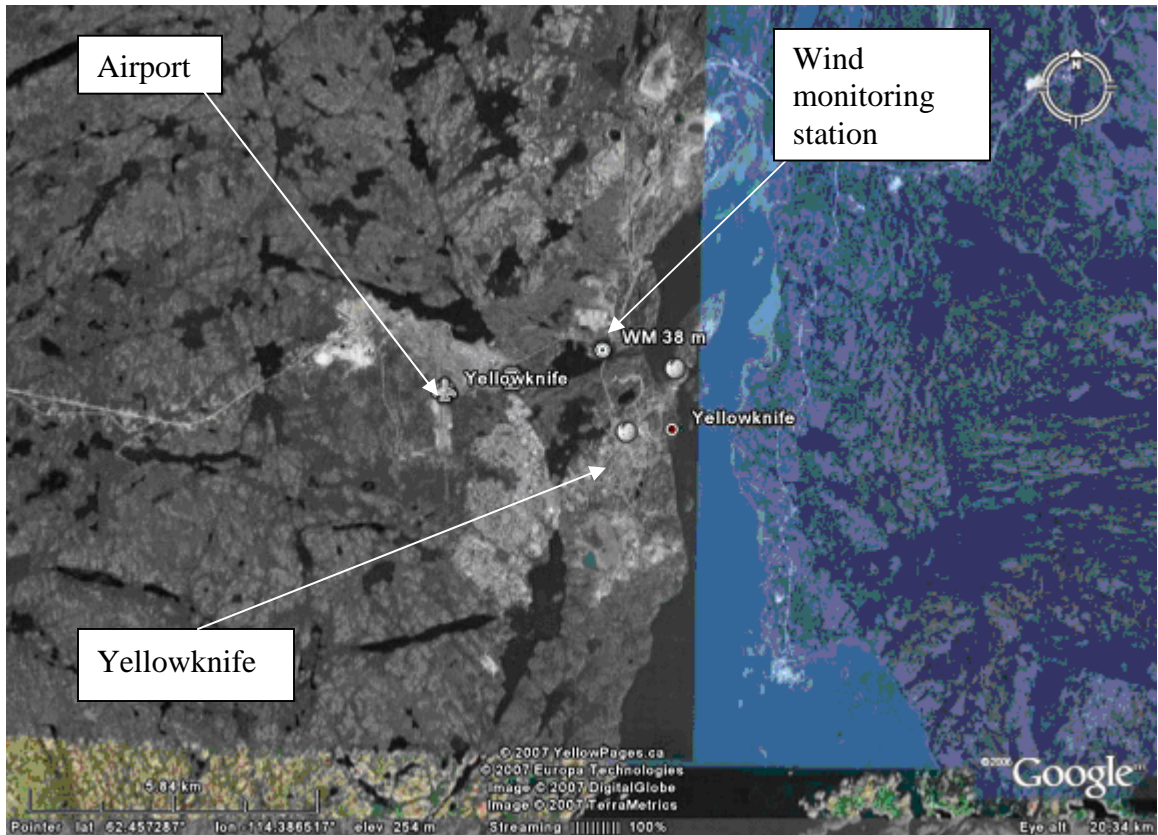 Airport
Wind
monitoring
station
N
WM 38 m
Yellowknife
Yellowknife
Yellowknife
© 2007 YellowPages.ca
© 2007 Europa Technologies
Image © 2007 DigitalGlobe
Image © 2007 TerraMetrics
©2006 Google™
5.84 km
Pointer lat 62.457287° lon -114.386517° elev 254 m Streaming |||||||||| 100% Eye alt 20.34 km